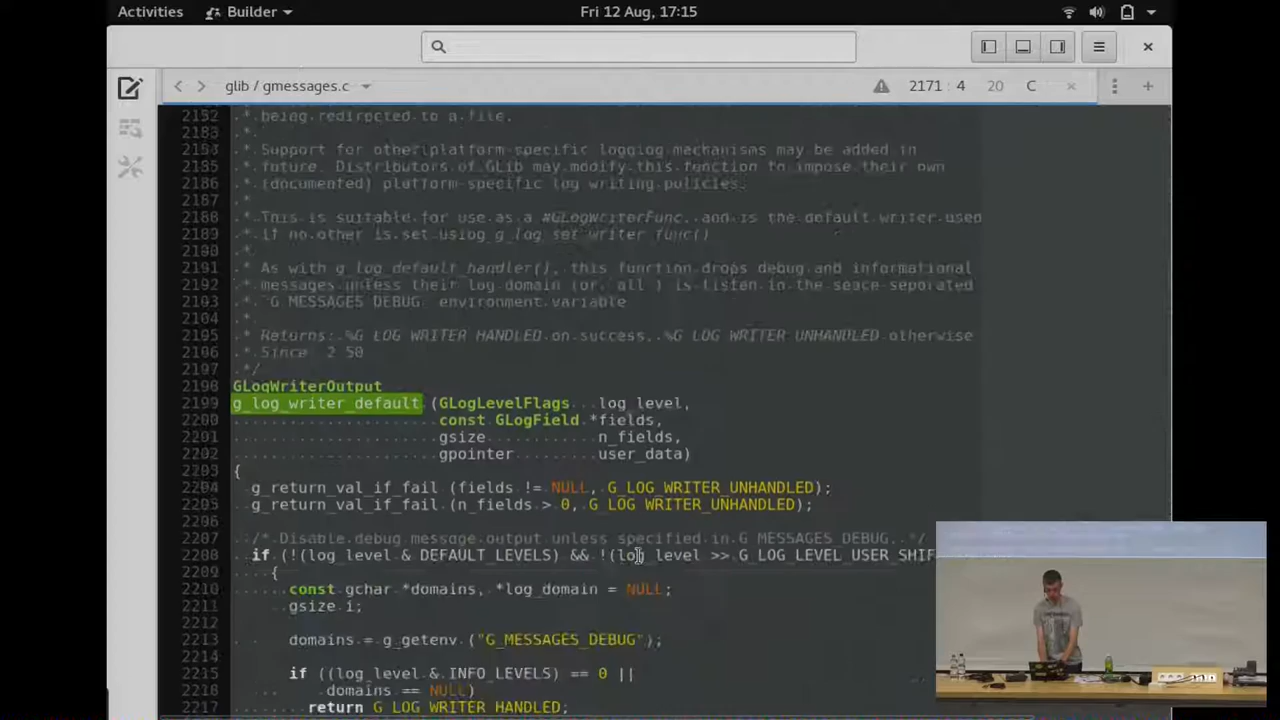 Activities Builder Fri 12 Aug, 17:15
glib / gmessages.c 2171 : 4 20 C
2182 .* being redirected to a file.
2183 .*
2184 .* Support for other platform specific logging mechanisms may be added in
2185 .* future. Distributors of GLib may modify this function to impose their own
2186 .* (documented) platform-specific log writing policies.
2187 .*
2188 .* This is suitable for use as a #GLogWriterFunc, and is the default writer used
2189 .* if no other is set using g_log_set_writer_func()
2190 .*
2191 .* As with g_log_default_handler(), this function drops debug and informational
2192 .* messages unless their log domain (or, all ) is listen in the space-separated
2193 .* G_MESSAGES_DEBUG environment variable
2194 .*
2195 .* Returns: %G_LOG_WRITER_HANDLED on success, %G_LOG_WRITER_UNHANDLED otherwise
2196 .* Since 2 50
2197 .*/
2198 GLogWriterOutput
2199 g_log_writer_default (GLogLevelFlags log_level,
2200 const GLogField *fields,
2201 gsize n_fields,
2202 gpointer user_data)
2203 {
2204 g_return_val_if_fail (fields != NULL, G_LOG_WRITER_UNHANDLED);
2205 g_return_val_if_fail (n_fields > 0, G_LOG_WRITER_UNHANDLED);
2206
2207 /* Disable debug message output unless specified in G_MESSAGES_DEBUG. */
2208 if (!(log_level & DEFAULT_LEVELS) && !(log_level >> G_LOG_LEVEL_USER_SHIF
2209 {
2210 const gchar *domains, *log_domain = NULL;
2211 gsize i;
2212
2213 domains = g_getenv ("G_MESSAGES_DEBUG");
2214
2215 if ((log_level & INFO_LEVELS) == 0 ||
2216 domains == NULL)
2217 return G_LOG_WRITER_HANDLED;